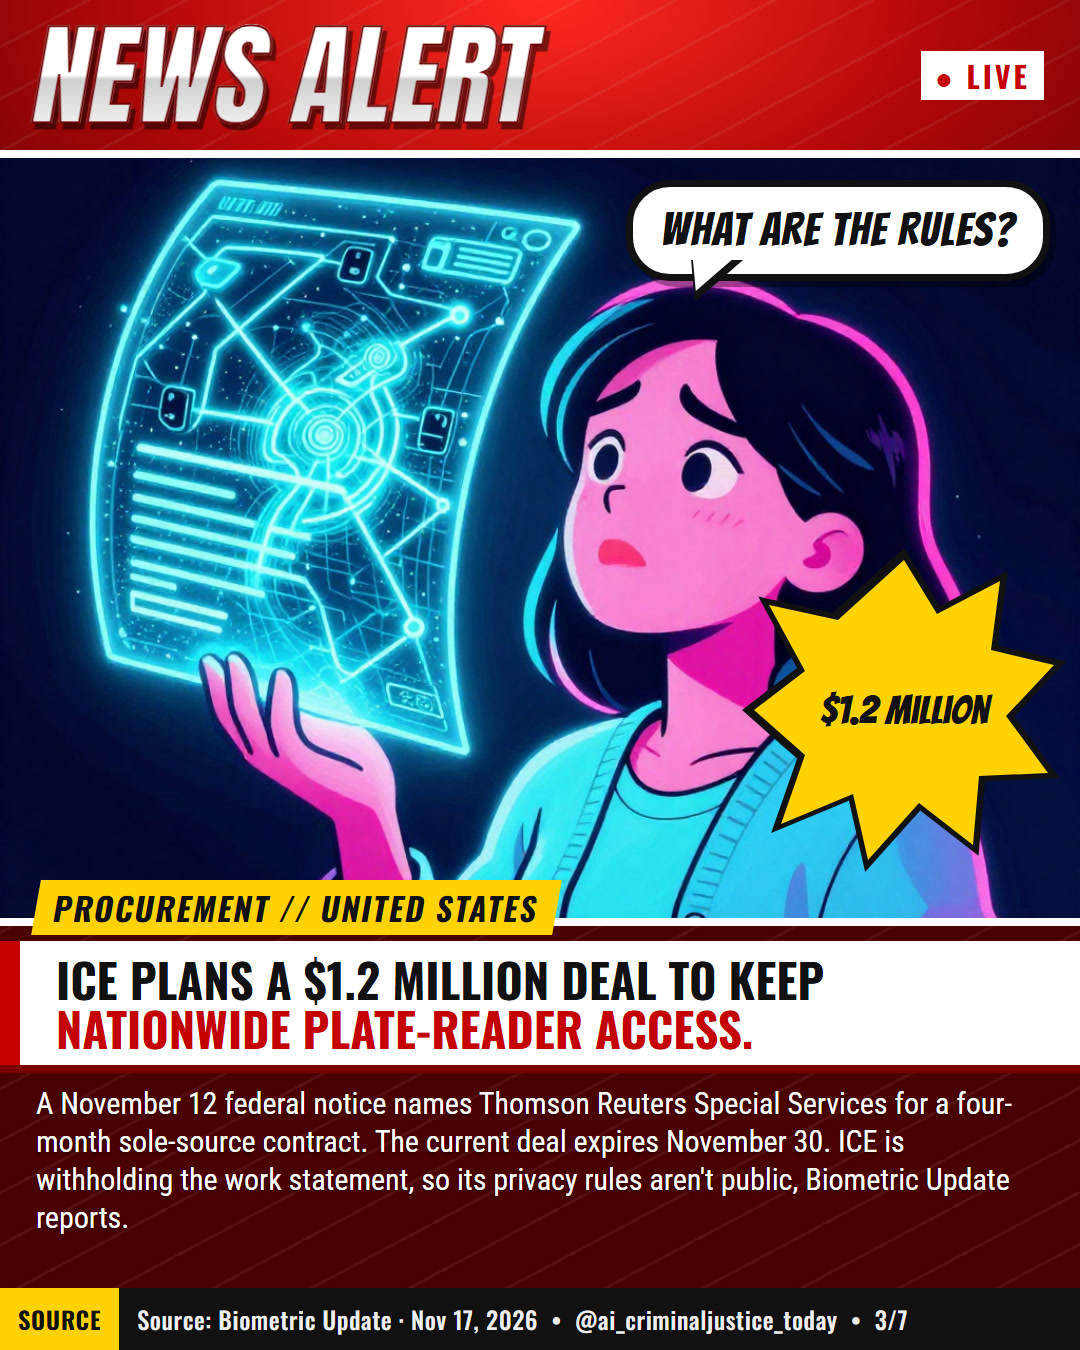 NEWS ALERT
● LIVE
WHAT ARE THE RULES?
$1.2 MILLION
PROCUREMENT // UNITED STATES
ICE PLANS A $1.2 MILLION DEAL TO KEEP
NATIONWIDE PLATE-READER ACCESS.
A November 12 federal notice names Thomson Reuters Special Services for a four-
month sole-source contract. The current deal expires November 30. ICE is
withholding the work statement, so its privacy rules aren't public, Biometric Update
reports.
SOURCE
Source: Biometric Update · Nov 17, 2026 • @ai_criminaljustice_today • 3/7